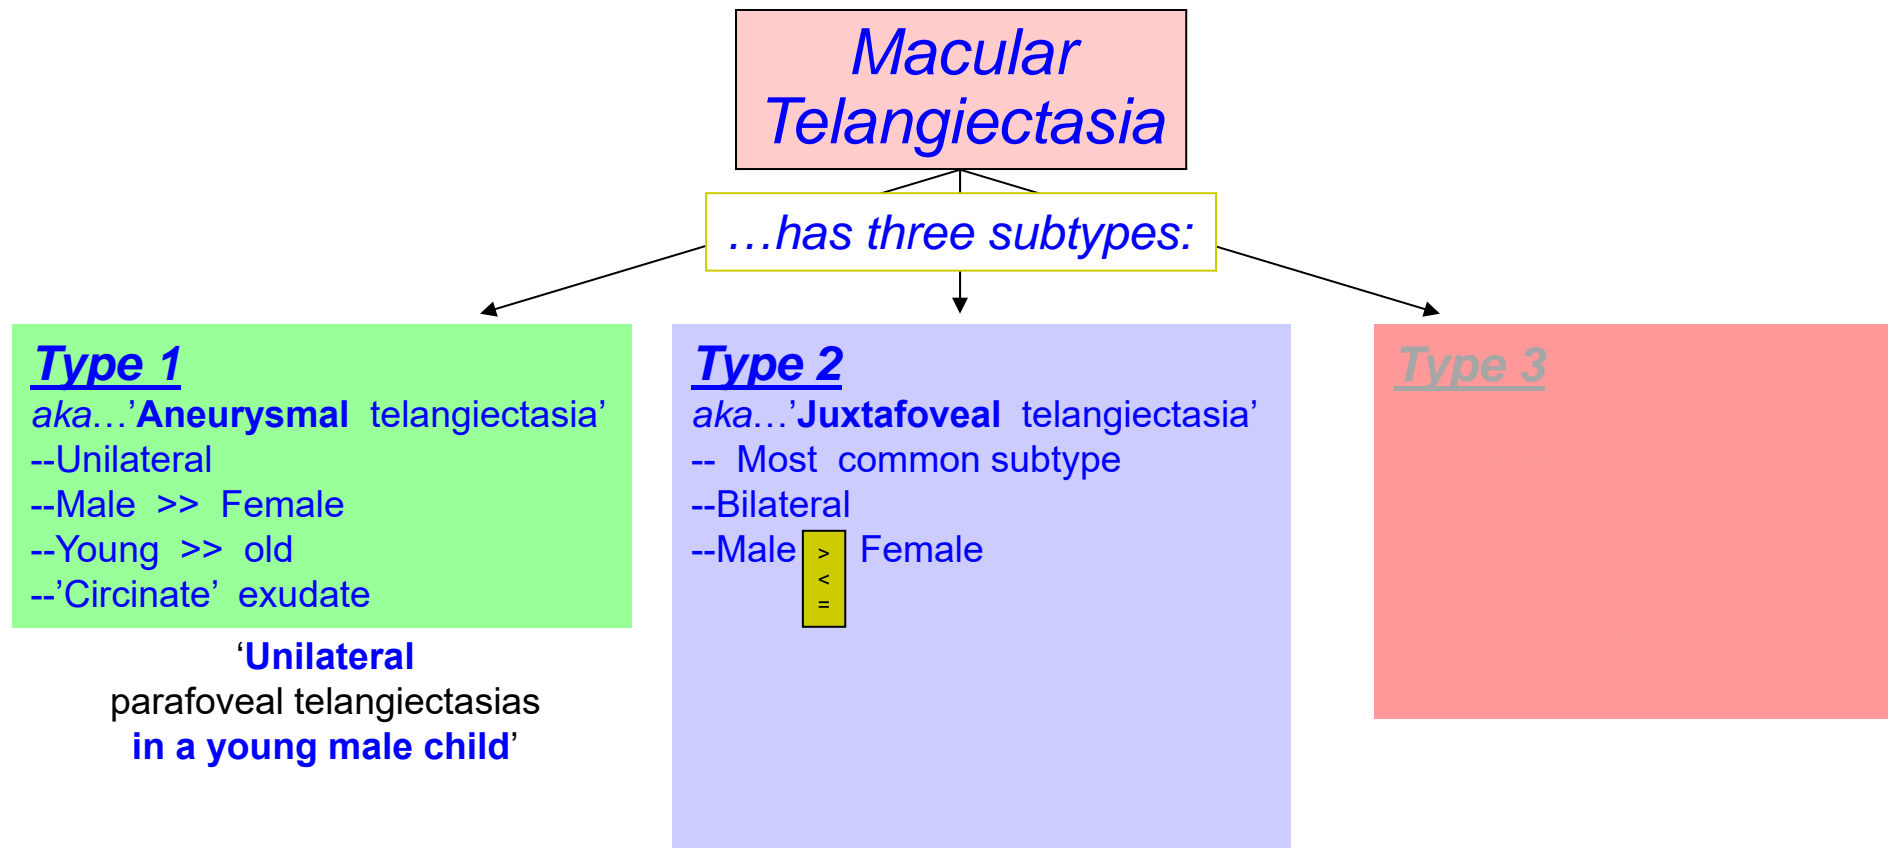 Macular
Telangiectasia
…has three subtypes:
Type 1
aka…’Aneurysmal telangiectasia’
--Unilateral
--Male >> Female
--Young >> old
--’Circinate’ exudate
‘Unilateral
parafoveal telangiectasias
in a young male child’
Type 2
aka…’Juxtafoveal telangiectasia’
-- Most common subtype
--Bilateral
--Male > Female
<
=
Type 3